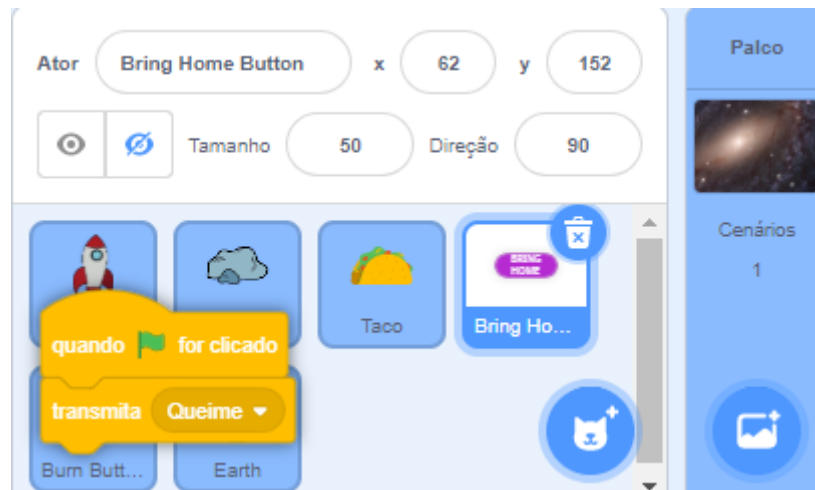 Ator Bring Home Button x 62 y 152
Palco
Tamanho 50 Direção 90
Cenários
1
BRING
HOME
Taco Bring Ho...
quando for clicado
transmita Queime
Burn Butt... Earth